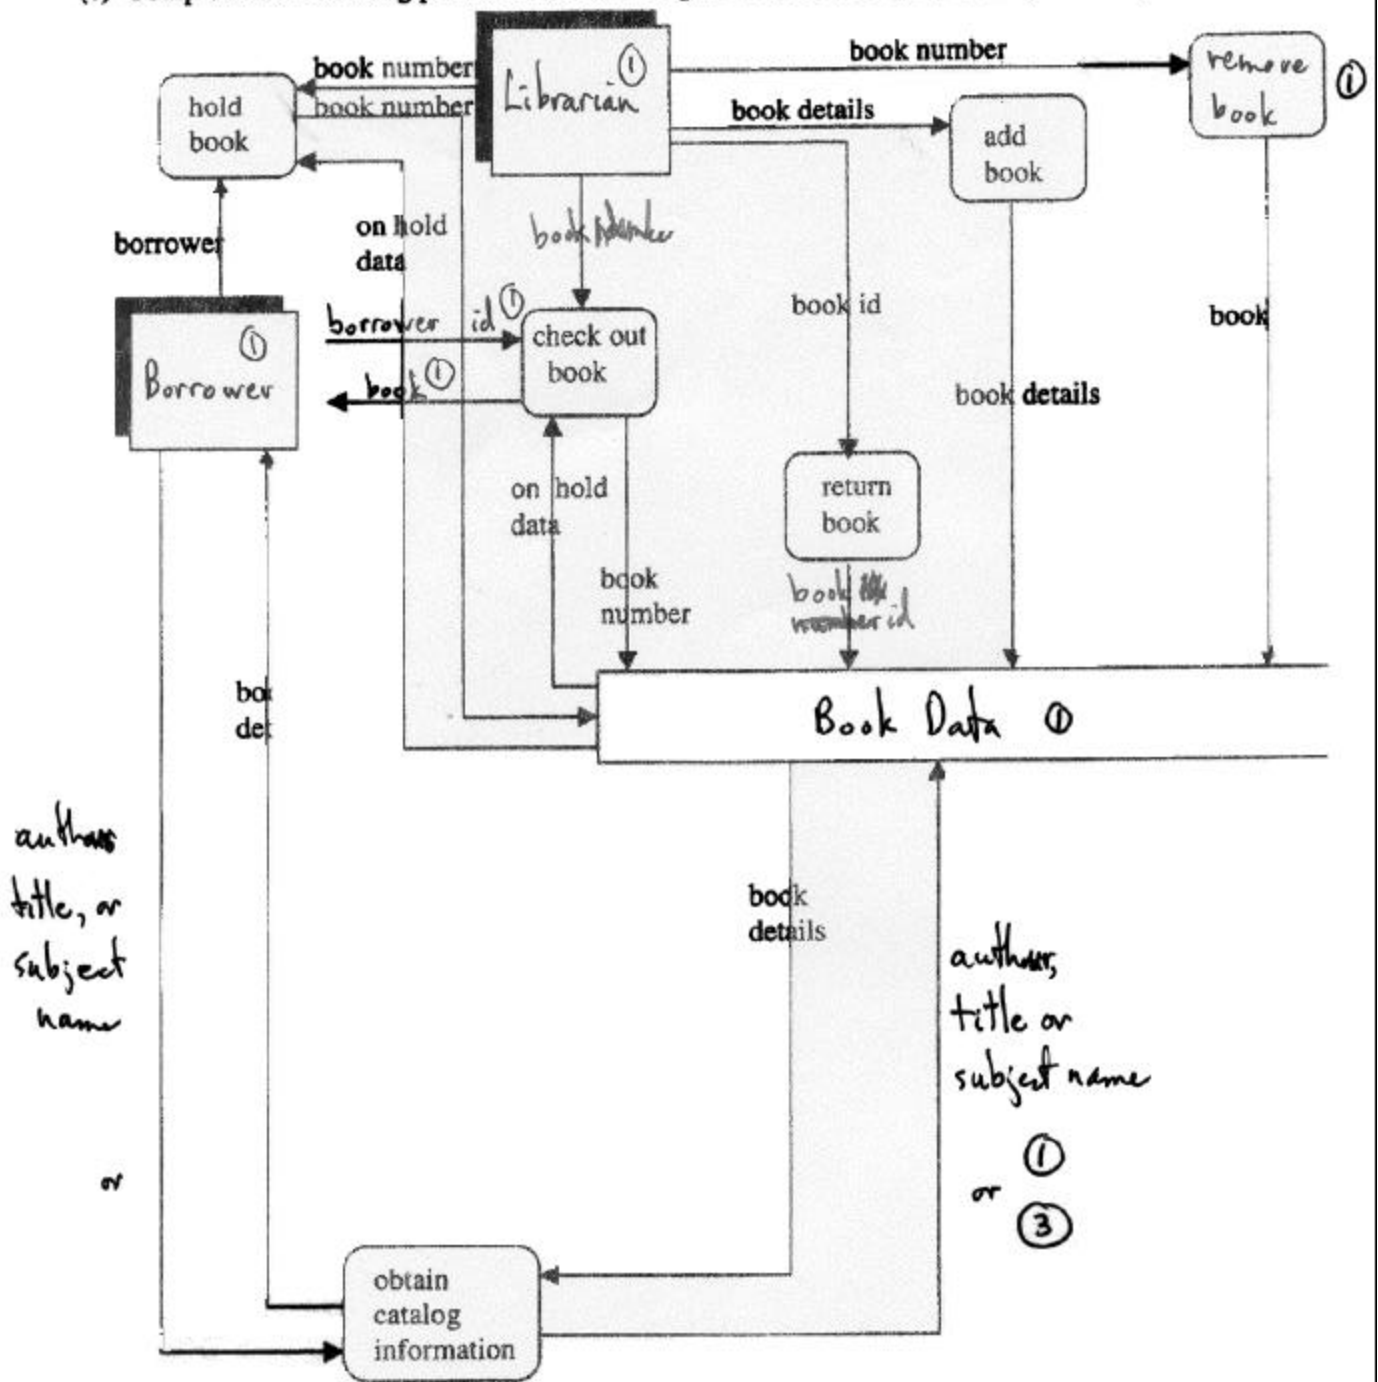 book number
Librarian ①
book number
remove
book
①
hold
book
book number
book details
add
book
borrower
on hold
data
book
borrower id ①
check out
book
book id
book
Borrower ①
book ①
book details
on hold
data
return
book
book
number
book
id
Book Data ①
author
title, or
subject
name
book
details
author,
title or
subject name
①
or
③
or
obtain
catalog
information